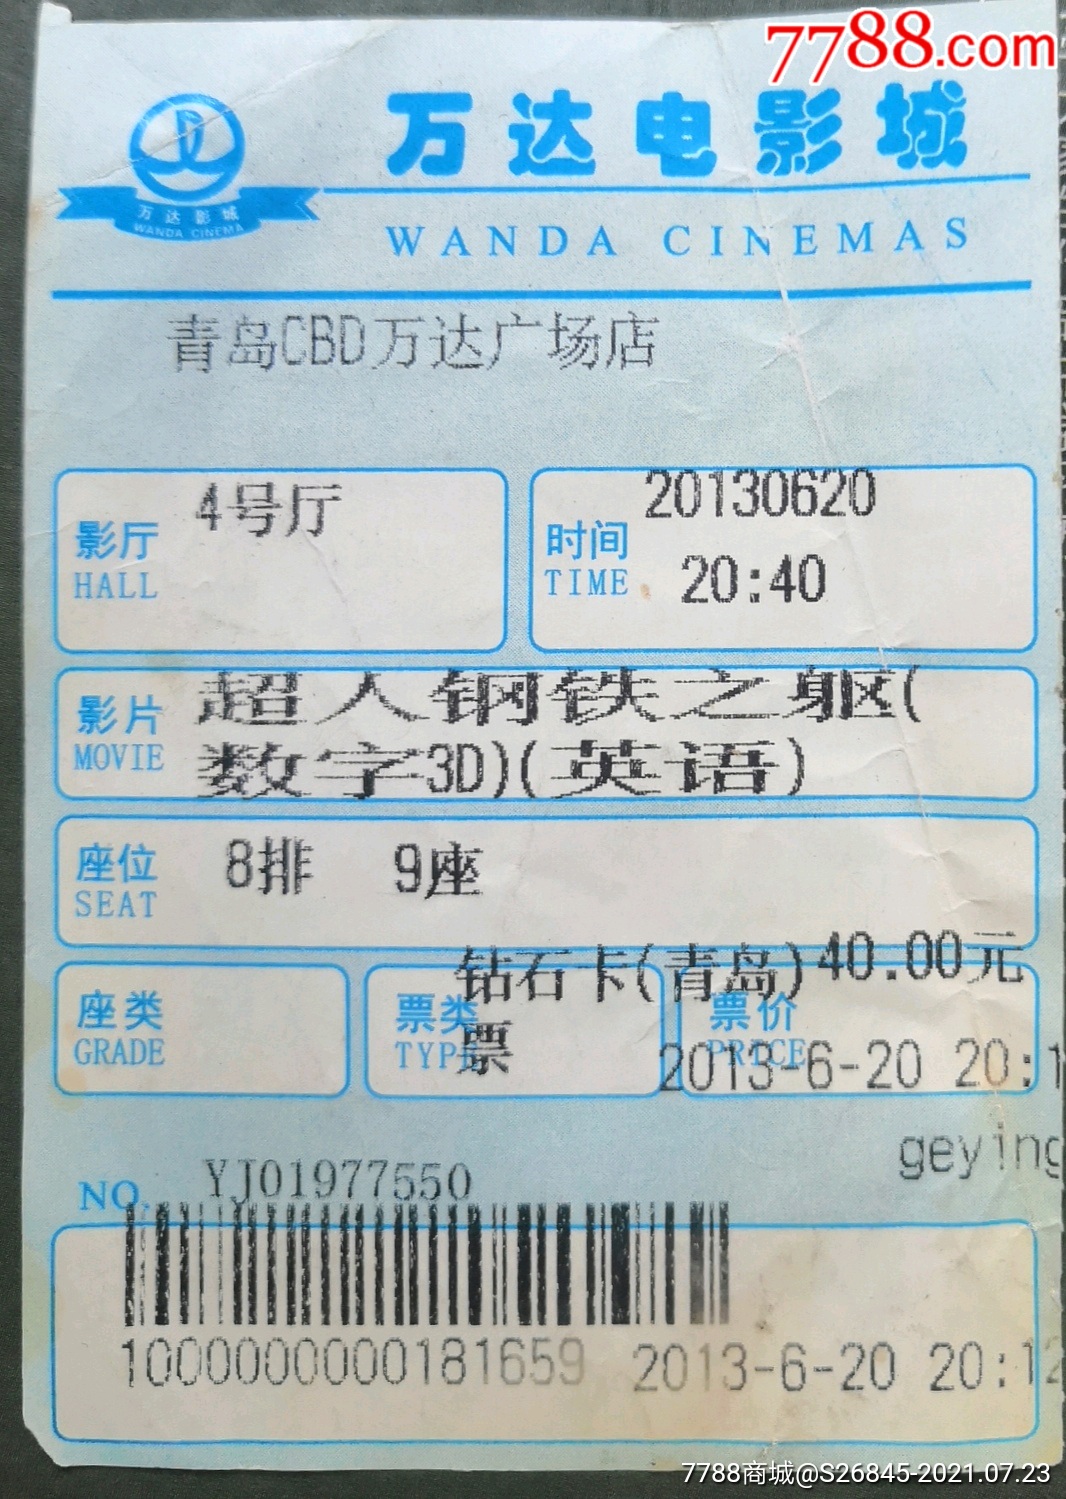 7788.com
万达电影城
万达影城
WANDA CINEMA
WANDA CINEMAS
青岛CBD万达广场店
影厅
HALL
4号厅
时间
TIME
20130620
20:40
影片
MOVIE
超人钢铁之躯(
数字3D)(英语)
座位
SEAT
8排 9座
座类
GRADE
票类
TYPE
钻石卡(青岛)
票
票价
PRICE
40.00元
2013-6-20 20:1
geying
NO.
YJ01977550
1000000000181659
2013-6-20 20:12
7788商城@S26845-2021.07.23